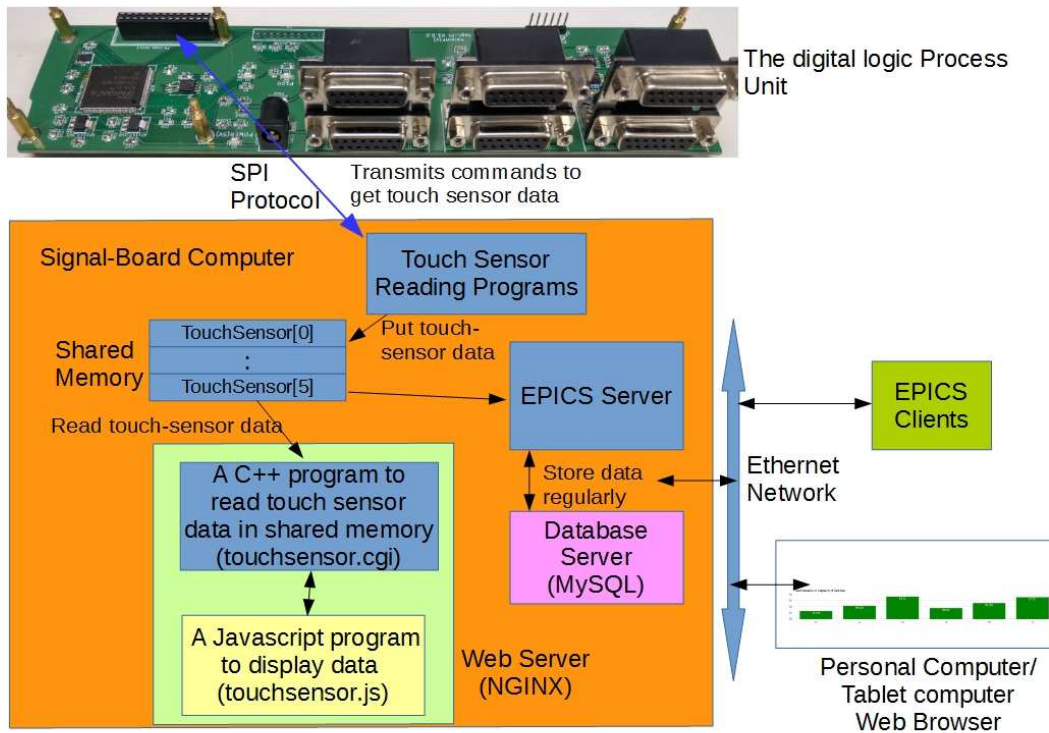 The digital logic Process
Unit
SPI
Protocol
Transmits commands to
get touch sensor data
Signal-Board Computer
Touch Sensor
Reading Programs
Put touch-
sensor data
Shared
Memory
TouchSensor[0]
:
TouchSensor[5]
Read touch-sensor data
EPICS Server
EPICS
Clients
Ethernet
Network
Store data
regularly
A C++ program to
read touch sensor
data in shared memory
(touchsensor.cgi)
Database
Server
(MySQL)
A Javascript program
to display data
(touchsensor.js)
Web Server
(NGINX)
Personal Computer/
Tablet computer
Web Browser